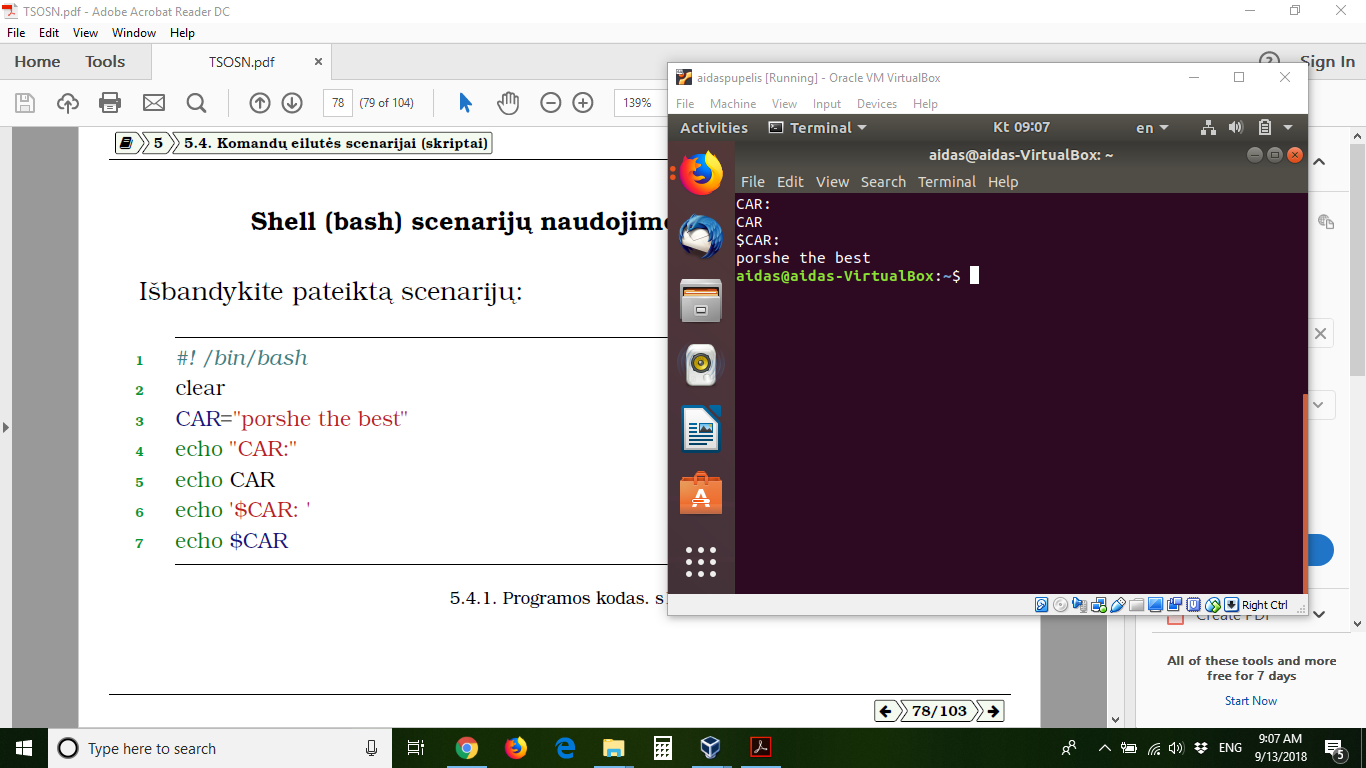 TSOSN.pdf - Adobe Acrobat Reader DC
File Edit View Window Help
Home Tools TSOSN.pdf × ? Sign In
78 (79 of 104) 139%
5 5.4. Komandų eilutės scenarijai (skriptai)
Shell (bash) scenarijų naudojimo
Išbandykite pateiktą scenarijų:
1 #! /bin/bash
2 clear
3 CAR="porshe the best"
4 echo "CAR:"
5 echo CAR
6 echo '$CAR: '
7 echo $CAR
5.4.1. Programos kodas.
78/103
aidaspupelis [Running] - Oracle VM VirtualBox
File Machine View Input Devices Help
Activities Terminal Kt 09:07 en
aidas@aidas-VirtualBox: ~
File Edit View Search Terminal Help
CAR:
CAR
$CAR:
porshe the best
aidas@aidas-VirtualBox:~$
Right Ctrl
Create PDF
All of these tools and more
free for 7 days
Start Now
Type here to search
ENG
9:07 AM
9/13/2018
5